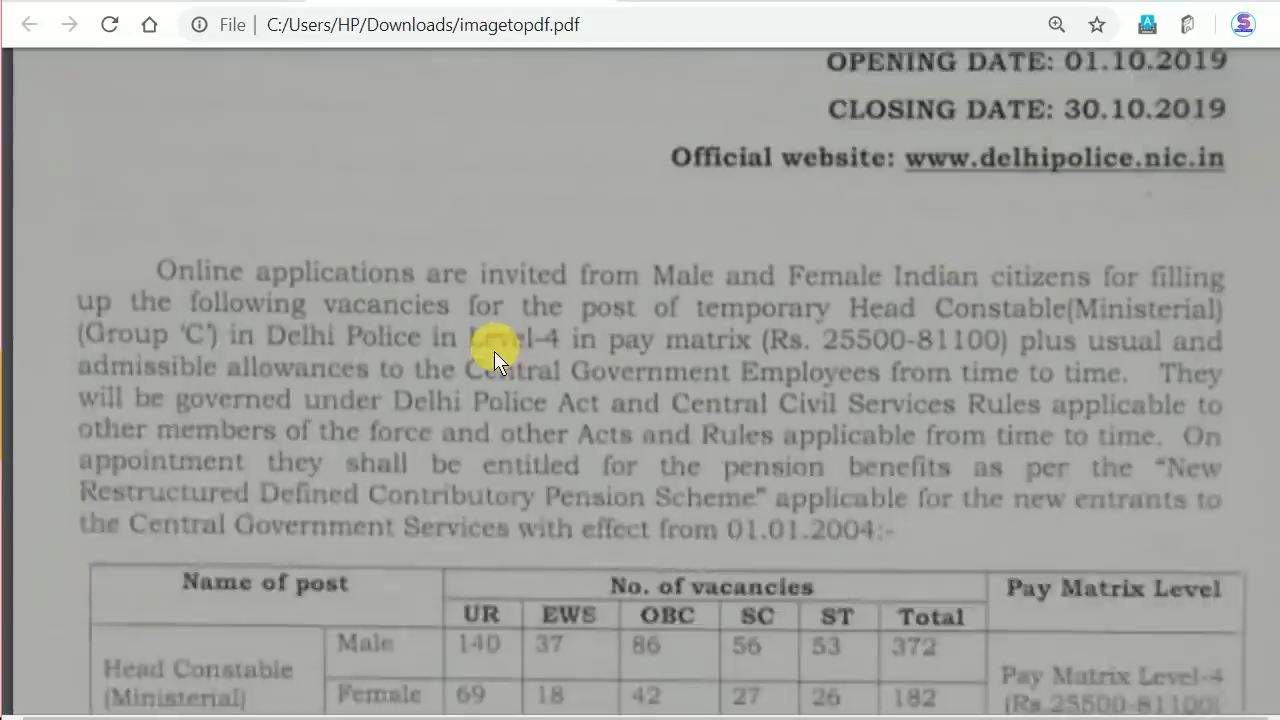 File | C:/Users/HP/Downloads/imagetopdf.pdf
OPENING DATE: 01.10.2019
CLOSING DATE: 30.10.2019
Official website: www.delhipolice.nic.in
Online applications are invited from Male and Female Indian citizens for filling
up the following vacancies for the post of temporary Head Constable(Ministerial)
(Group 'C') in Delhi Police in Level-4 in pay matrix (Rs. 25500-81100) plus usual and
admissible allowances to the Central Government Employees from time to time. They
will be governed under Delhi Police Act and Central Civil Services Rules applicable to
other members of the force and other Acts and Rules applicable from time to time. On
appointment they shall be entitled for the pension benefits as per the "New
Restructured Defined Contributory Pension Scheme" applicable for the new entrants to
the Central Government Services with effect from 01.01.2004:-
Name of post No. of vacancies Pay Matrix Level
UR EWS OBC SC ST Total
Head Constable (Ministerial) Male 140 37 86 56 53 372 Pay Matrix Level-4
Female 69 18 42 27 26 182 (Rs.25500-81100)